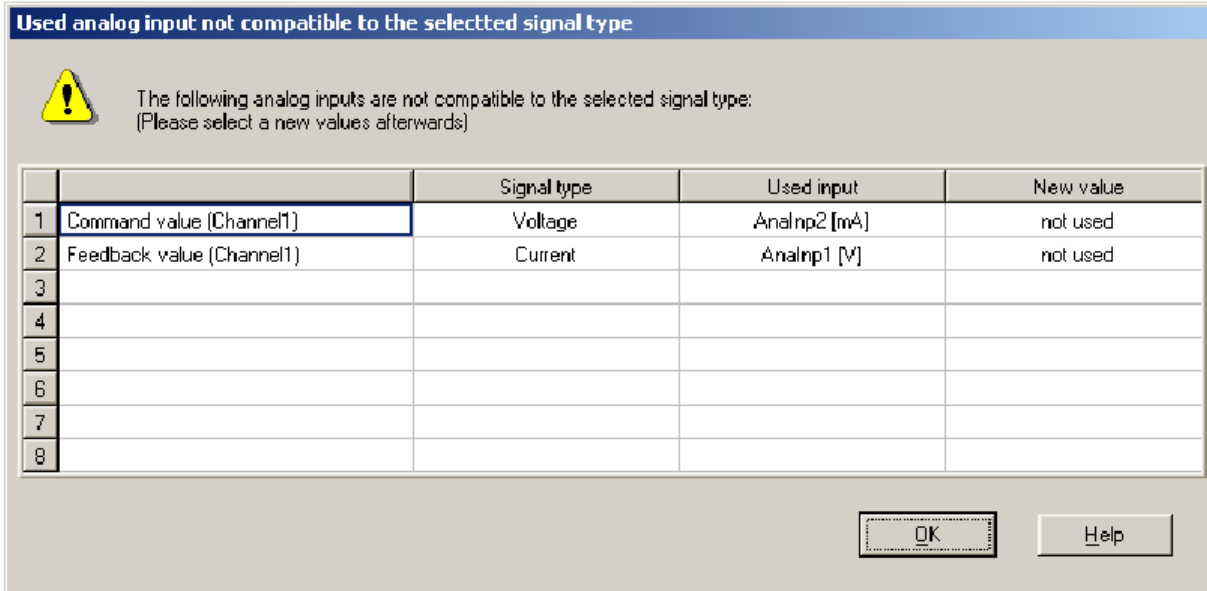 Used analog input not compatible to the selectted signal type
The following analog inputs are not compatible to the selected signal type:
(Please select a new values afterwards)
Signal type Used input New value
1 Command value (Channel1) Voltage AnaInp2 [mA] not used
2 Feedback value (Channel1) Current AnaInp1 [V] not used
3
4
5
6
7
8
OK Help